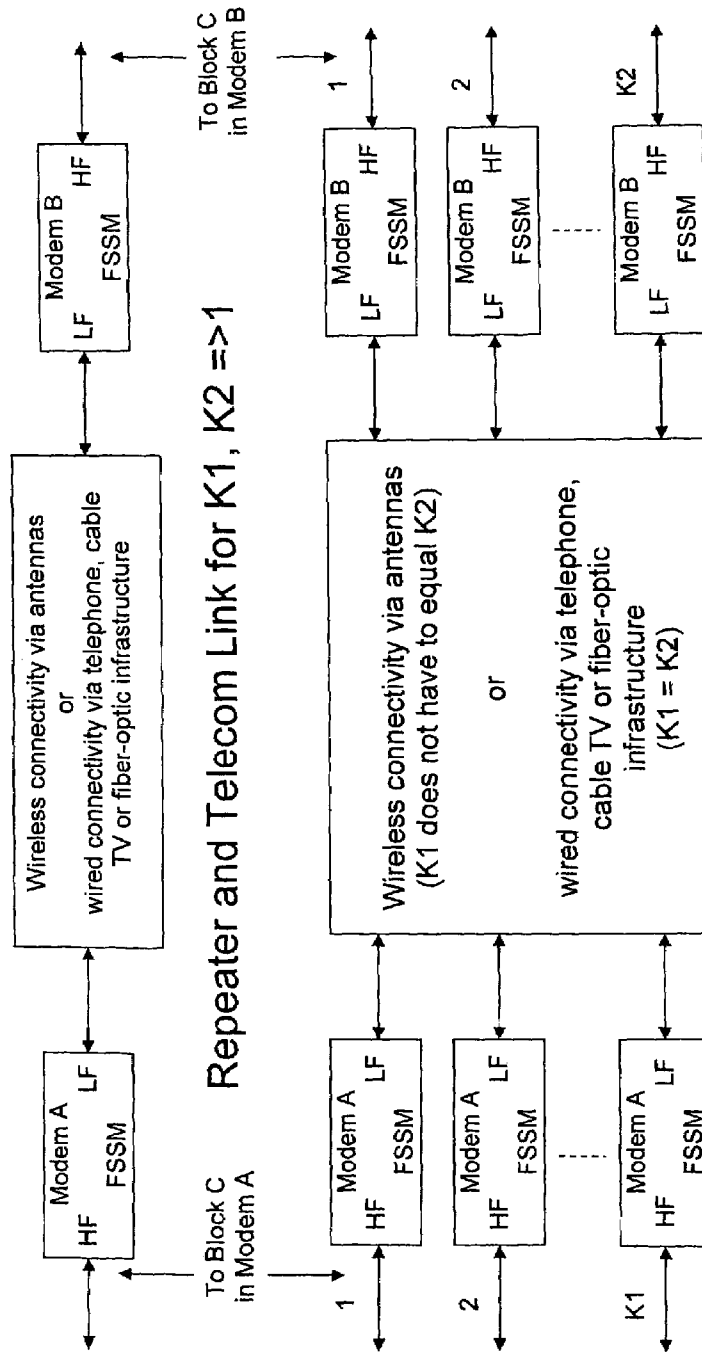 Modem A
HF LF
FSSM
Wireless connectivity via antennas
or
wired connectivity via telephone, cable
TV or fiber-optic infrastructure
Modem B
LF HF
FSSM
To Block C
in Modem A
Repeater and Telecom Link for K1, K2 =>1
To Block C
in Modem B
1
Modem A
HF LF
FSSM
2
Modem A
HF LF
FSSM
K1
Modem A
HF LF
FSSM
Wireless connectivity via antennas
(K1 does not have to equal K2)
or
wired connectivity via telephone,
cable TV or fiber-optic
infrastructure
(K1 = K2)
Modem B
LF HF
FSSM
1
Modem B
LF HF
FSSM
2
Modem B
LF HF
FSSM
K2